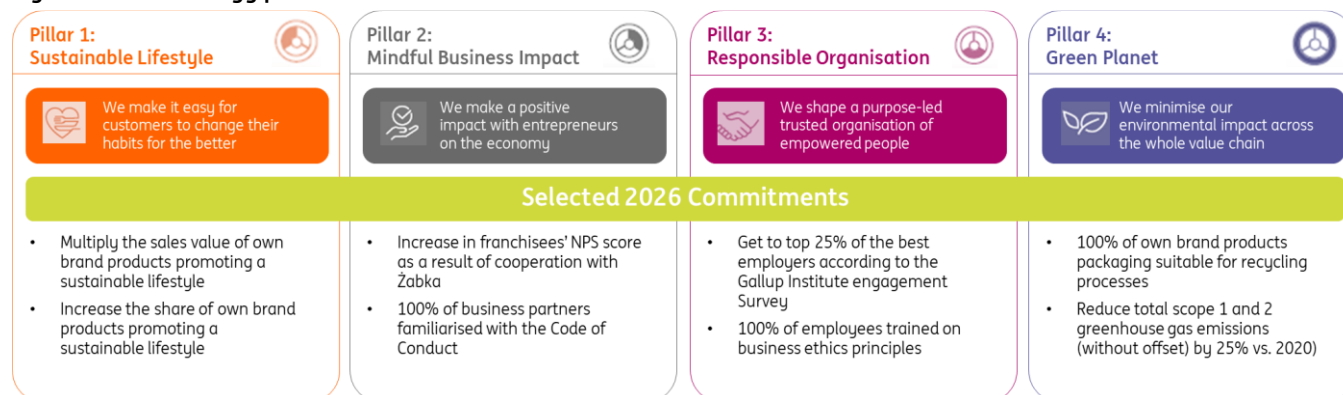 Pillar 1:
Sustainable Lifestyle
We make it easy for
customers to change their
habits for the better
Pillar 2:
Mindful Business Impact
We make a positive
impact with entrepreneurs
on the economy
Pillar 3:
Responsible Organisation
We shape a purpose-led
trusted organisation of
empowered people
Pillar 4:
Green Planet
We minimise our
environmental impact across
the whole value chain
Selected 2026 Commitments
• Multiply the sales value of own
brand products promoting a
sustainable lifestyle
• Increase the share of own brand
products promoting a
sustainable lifestyle
• Increase in franchisees' NPS score
as a result of cooperation with
Żabka
• 100% of business partners
familiarised with the Code of
Conduct
• Get to top 25% of the best
employers according to the
Gallup Institute engagement
Survey
• 100% of employees trained on
business ethics principles
• 100% of own brand products
packaging suitable for recycling
processes
• Reduce total scope 1 and 2
greenhouse gas emissions
(without offset) by 25% vs. 2020)